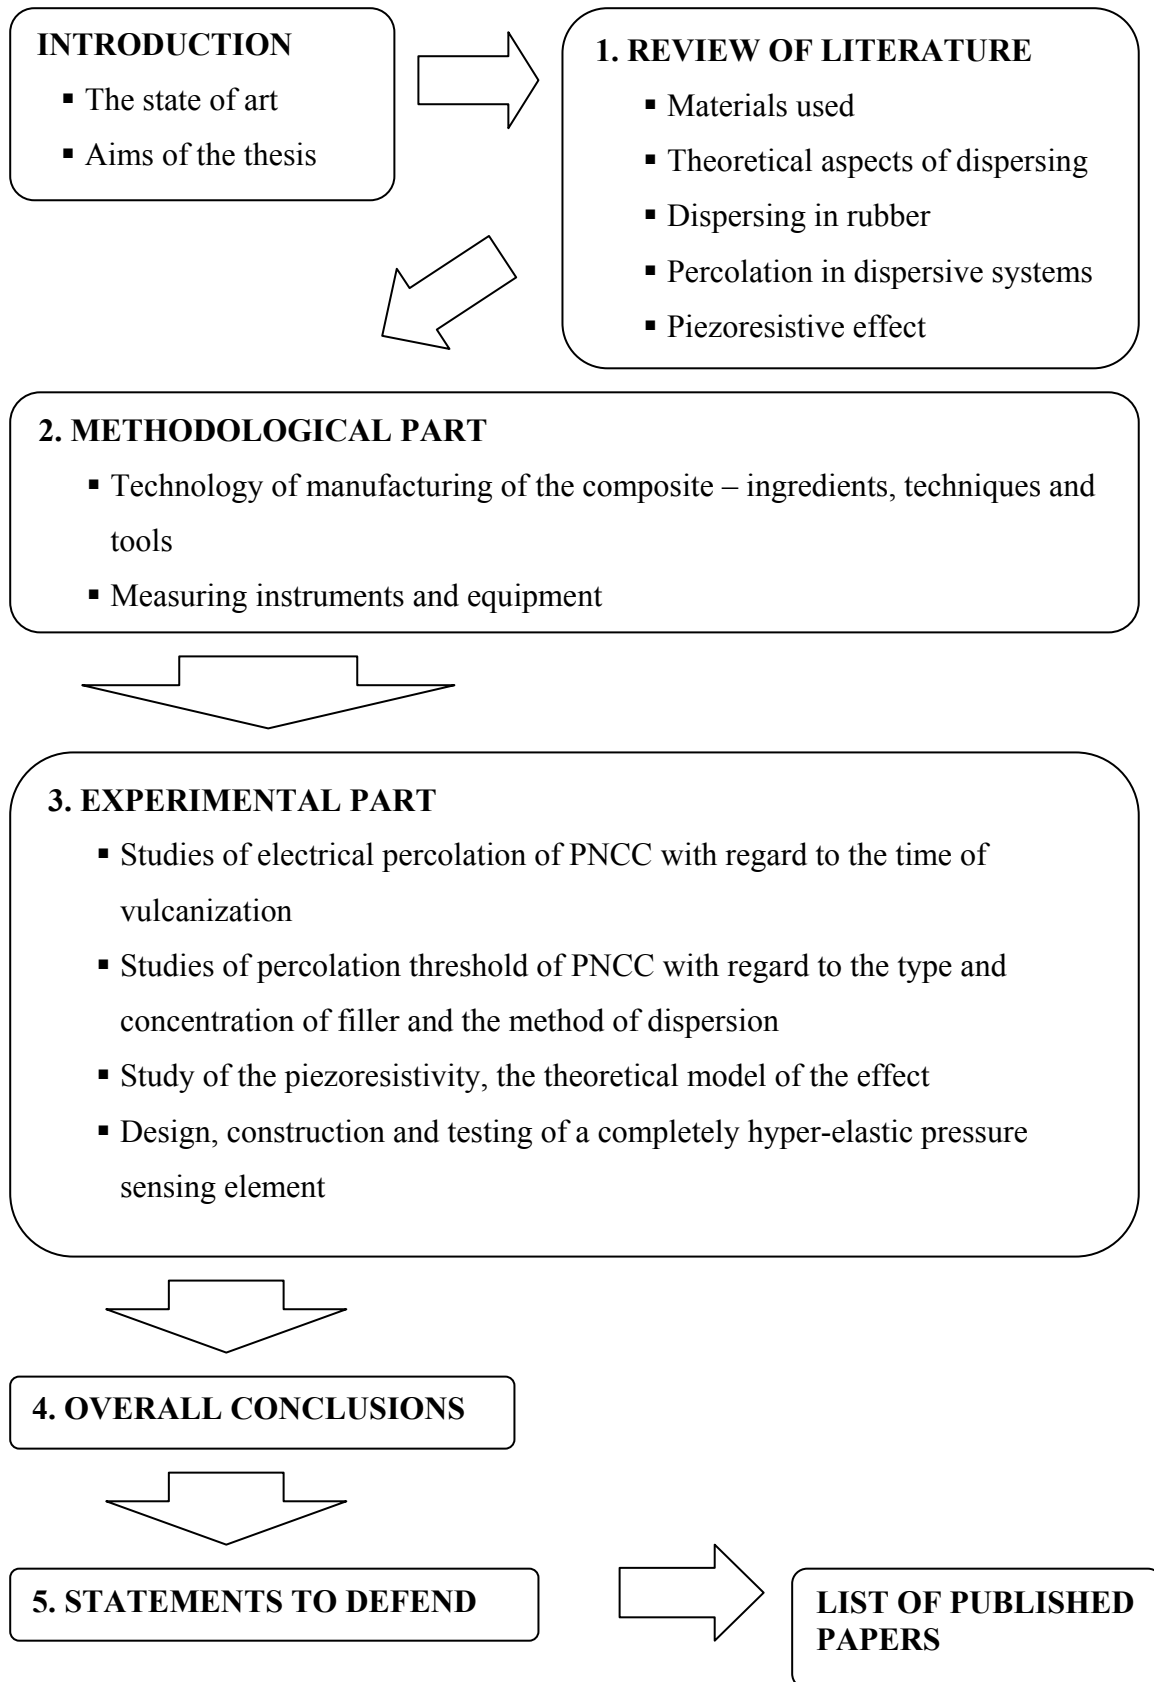 INTRODUCTION
▪ The state of art
▪ Aims of the thesis
1. REVIEW OF LITERATURE
▪ Materials used
▪ Theoretical aspects of dispersing
▪ Dispersing in rubber
▪ Percolation in dispersive systems
▪ Piezoresistive effect
2. METHODOLOGICAL PART
▪ Technology of manufacturing of the composite – ingredients, techniques and
tools
▪ Measuring instruments and equipment
3. EXPERIMENTAL PART
▪ Studies of electrical percolation of PNCC with regard to the time of
vulcanization
▪ Studies of percolation threshold of PNCC with regard to the type and
concentration of filler and the method of dispersion
▪ Study of the piezoresistivity, the theoretical model of the effect
▪ Design, construction and testing of a completely hyper-elastic pressure
sensing element
4. OVERALL CONCLUSIONS
5. STATEMENTS TO DEFEND
LIST OF PUBLISHED
PAPERS